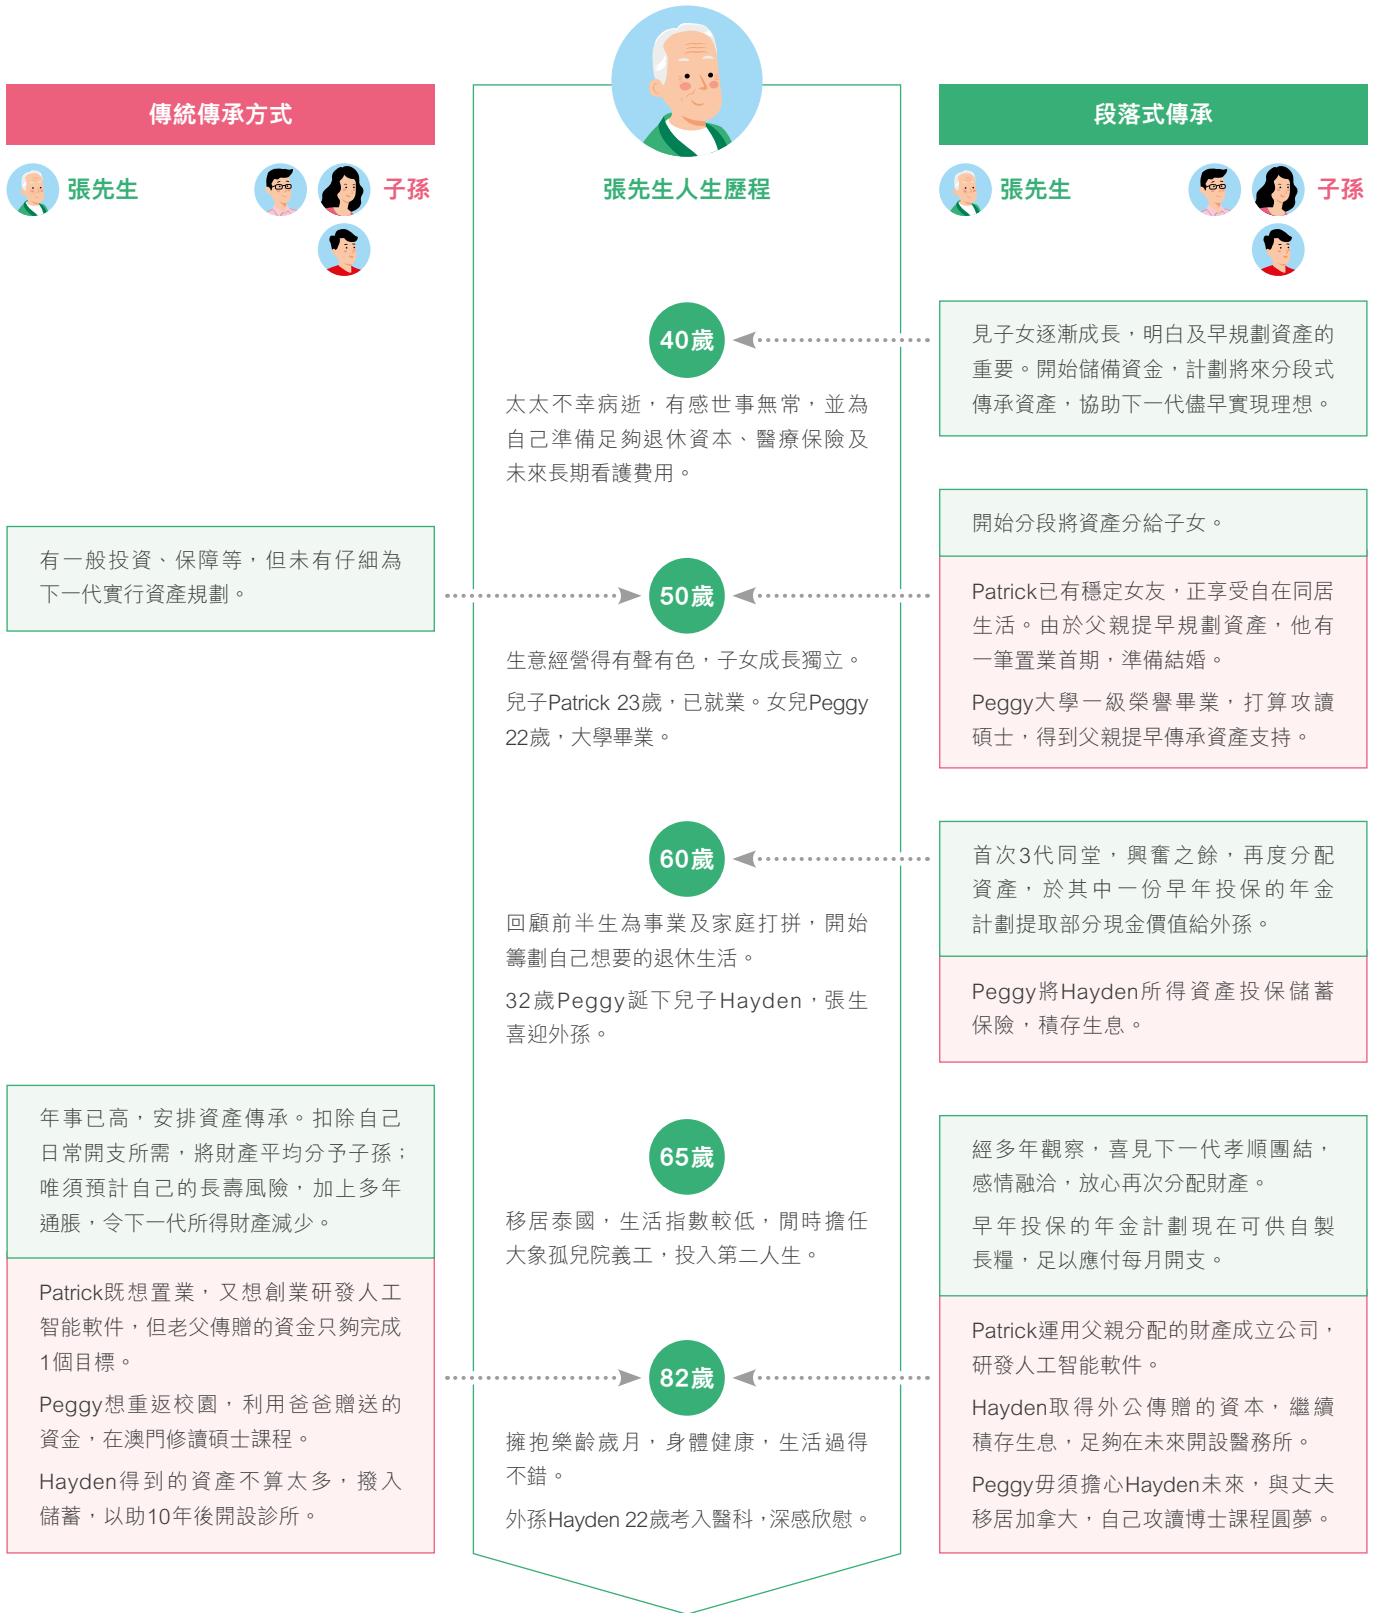 傳統傳承方式
張先生
子孫
有一般投資、保障等，但未有仔細為
下一代實行資產規劃。
年事已高，安排資產傳承。扣除自己
日常開支所需，將財產平均分予子孫；
唯須預計自己的長壽風險，加上多年
通脹，令下一代所得財產減少。
Patrick既想置業，又想創業研發人工
智能軟件，但老父傳贈的資金只夠完成
1個目標。
Peggy想重返校園，利用爸爸贈送的
資金，在澳門修讀碩士課程。
Hayden得到的資產不算太多，撥入
儲蓄，以助10年後開設診所。
張先生人生歷程
40歲
太太不幸病逝，有感世事無常，並為
自己準備足夠退休資本、醫療保險及
未來長期看護費用。
50歲
生意經營得有聲有色，子女成長獨立。
兒子Patrick 23歲，已就業。女兒Peggy
22歲，大學畢業。
60歲
回顧前半生為事業及家庭打拼，開始
籌劃自己想要的退休生活。
32歲Peggy誕下兒子Hayden，張生
喜迎外孫。
65歲
移居泰國，生活指數較低，閒時擔任
大象孤兒院義工，投入第二人生。
82歲
擁抱樂齡歲月，身體健康，生活過得
不錯。
外孫Hayden 22歲考入醫科，深感欣慰。
段落式傳承
張先生
子孫
見子女逐漸成長，明白及早規劃資產的
重要。開始儲備資金，計劃將來分段式
傳承資產，協助下一代儘早實現理想。
開始分段將資產分給子女。
Patrick已有穩定女友，正享受自在同居
生活。由於父親提早規劃資產，他有
一筆置業首期，準備結婚。
Peggy大學一級榮譽畢業，打算攻讀
碩士，得到父親提早傳承資產支持。
首次3代同堂，興奮之餘，再度分配
資產，於其中一份早年投保的年金
計劃提取部分現金價值給外孫。
Peggy將Hayden所得資產投保儲蓄
保險，積存生息。
經多年觀察，喜見下一代孝順團結，
感情融洽，放心再次分配財產。
早年投保的年金計劃現在可供自製
長糧，足以應付每月開支。
Patrick運用父親分配的財產成立公司，
研發人工智能軟件。
Hayden取得外公傳贈的資本，繼續
積存生息，足夠在未來開設醫務所。
Peggy毋須擔心Hayden未來，與丈夫
移居加拿大，自己攻讀博士課程圓夢。